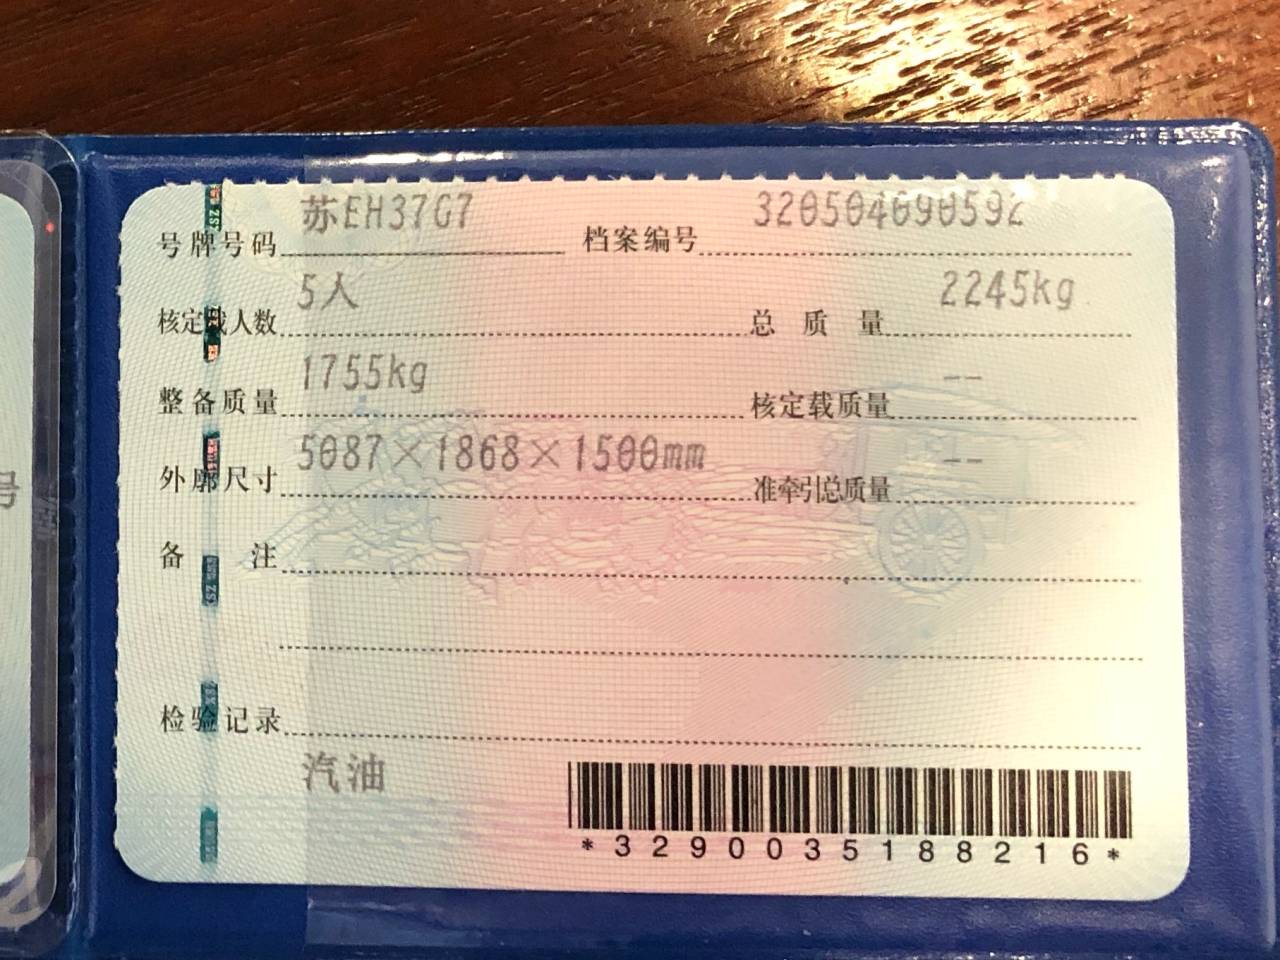 号牌号码 苏EH37G7 档案编号 320504690592
核定载人数 5人 总质量 2245kg
整备质量 1755kg 核定载质量 --
外廓尺寸 5087×1868×1500mm 准牵引总质量 --
备注
检验记录
汽油
*3290035188216*
号